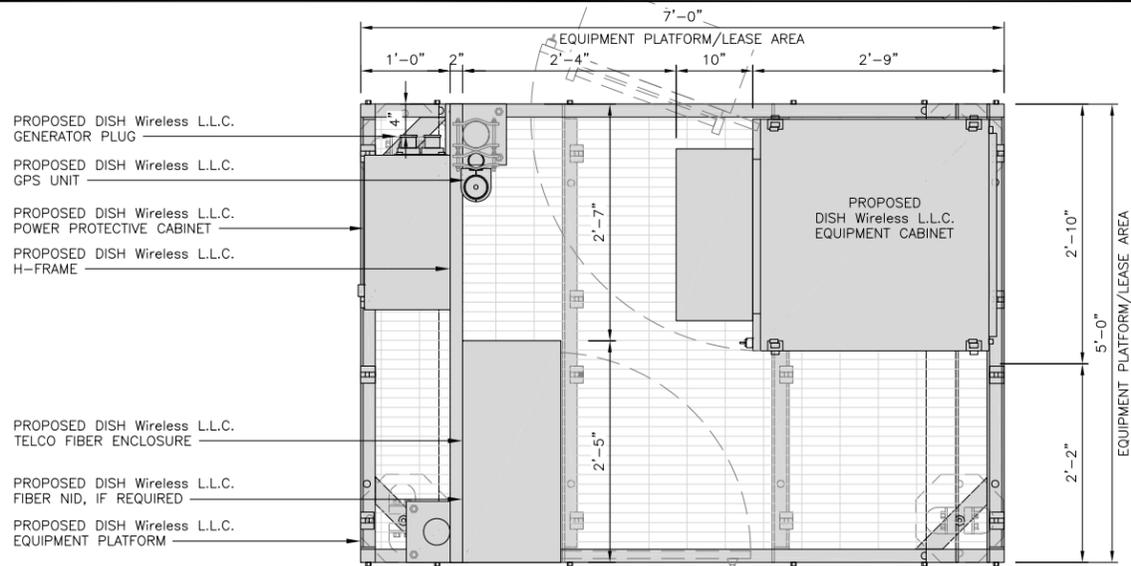 7'-0"
EQUIPMENT PLATFORM/LEASE AREA
1'-0"
2"
2'-4"
10"
2'-9"
4"
PROPOSED DISH Wireless L.L.C.
GENERATOR PLUG
PROPOSED DISH Wireless L.L.C.
GPS UNIT
PROPOSED DISH Wireless L.L.C.
POWER PROTECTIVE CABINET
PROPOSED DISH Wireless L.L.C.
H-FRAME
2'-7"
PROPOSED
DISH Wireless L.L.C.
EQUIPMENT CABINET
2'-10"
5'-0"
EQUIPMENT PLATFORM/LEASE AREA
PROPOSED DISH Wireless L.L.C.
TELCO FIBER ENCLOSURE
PROPOSED DISH Wireless L.L.C.
FIBER NID, IF REQUIRED
PROPOSED DISH Wireless L.L.C.
EQUIPMENT PLATFORM
2'-5"
2'-2"